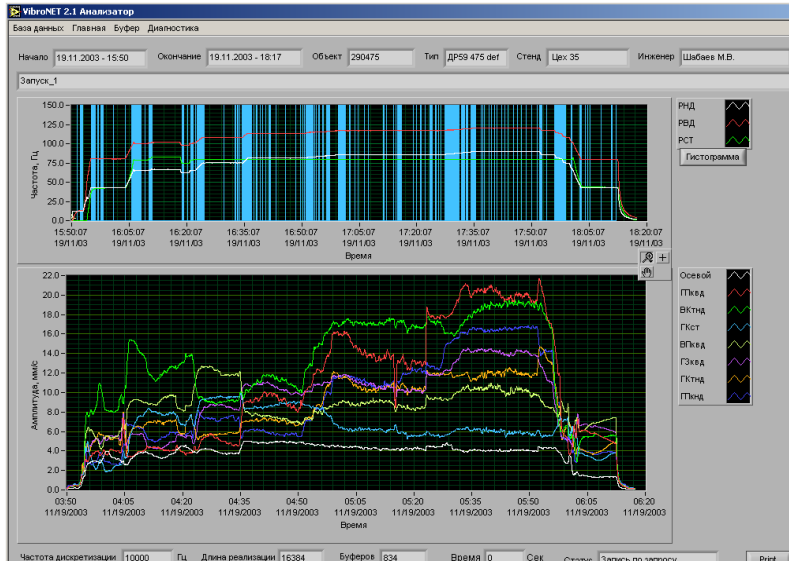 VibroNET 2.1 Анализатор
База данных Главная Буфер Диагностика
Начало 19.11.2003 - 15:50 Окончание 19.11.2003 - 18:17 Объект 290475 Тип ДР59 475 def Стенд Цех 35 Инженер Шабаев М.В.
Запуск_1
Частота, Гц
150.0
125.0
100.0
75.0
50.0
25.0
0.0
15:50:07 16:05:07 16:20:07 16:35:07 16:50:07 17:05:07 17:20:07 17:35:07 17:50:07 18:05:07 18:20:07
19/11/03 19/11/03 19/11/03 19/11/03 19/11/03 19/11/03 19/11/03 19/11/03 19/11/03 19/11/03 19/11/03
Время
РНД
РВД
РСТ
Гистограмма
Амплитуда, мм/с
22.0
20.0
18.0
16.0
14.0
12.0
10.0
8.0
6.0
4.0
2.0
0.0
03:50 04:05 04:20 04:35 04:50 05:05 05:20 05:35 05:50 06:05 06:20
11/19/2003 11/19/2003 11/19/2003 11/19/2003 11/19/2003 11/19/2003 11/19/2003 11/19/2003 11/19/2003 11/19/2003 11/19/2003
Время
Осевой
ГПквд
ВКтнд
ГКст
ВПквд
ГЗквд
ГКтнд
ГПкнд
Частота дискретизации 10000 Гц Длина реализации 16384 Буферов 834 Время 0 Сек Статус Запись по запросу Print